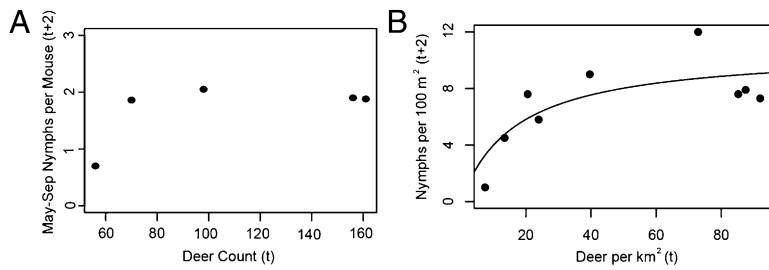 A
May-Sep Nymphs per Mouse (t+2)
3
2
1
0
60 80 100 120 140 160
Deer Count (t)
B
Nymphs per 100 m² (t+2)
12
8
4
0
20 40 60 80
Deer per km² (t)